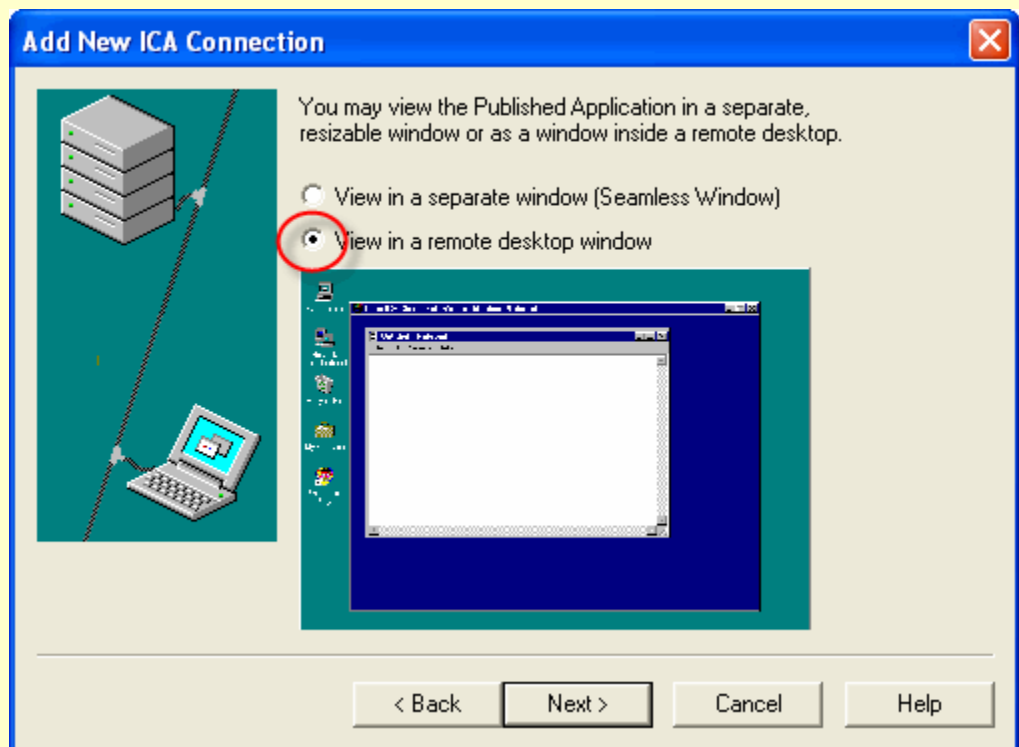 Add New ICA Connection
You may view the Published Application in a separate,
resizable window or as a window inside a remote desktop.
View in a separate window (Seamless Window)
View in a remote desktop window
< Back
Next >
Cancel
Help